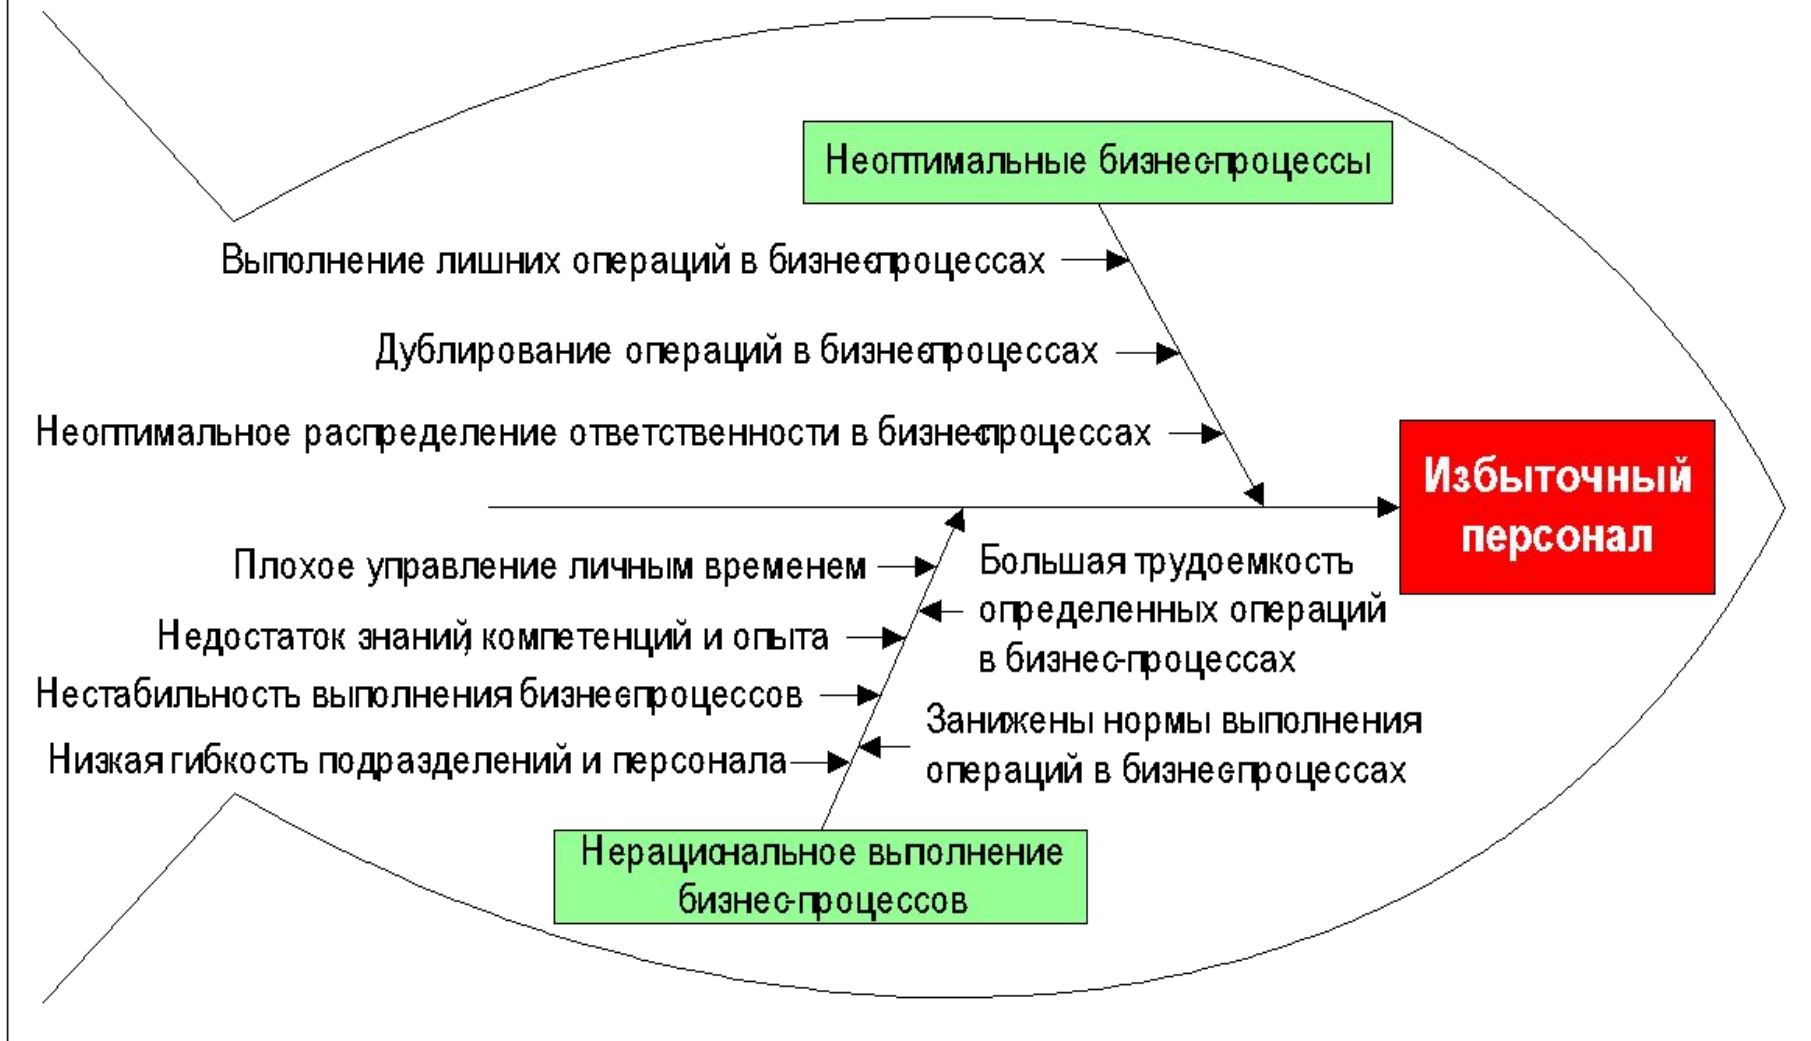 Неоптимальные бизнес-процессы
Выполнение лишних операций в бизнес-процессах
Дублирование операций в бизнес-процессах
Неоптимальное распределение ответственности в бизнес-процессах
Избыточный
персонал
Плохое управление личным временем
Большая трудоемкость
определенных операций
в бизнес-процессах
Недостаток знаний, компетенций и опыта
Нестабильность выполнения бизнес-процессов
Занижены нормы выполнения
операций в бизнес-процессах
Низкая гибкость подразделений и персонала
Нерациональное выполнение
бизнес-процессов